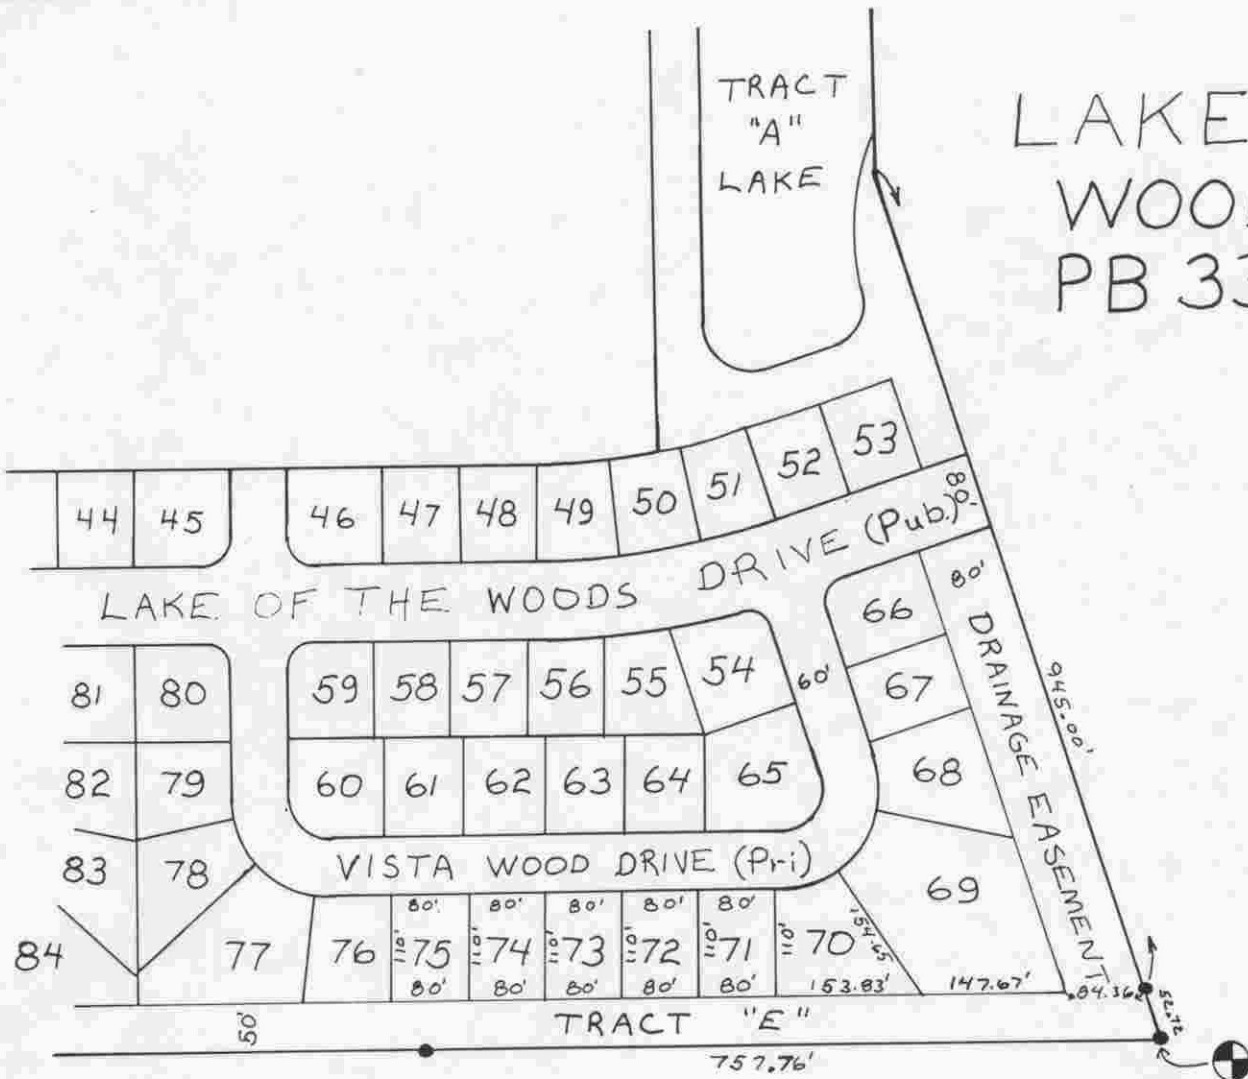 TRACT
"A"
LAKE
LAKE
WOO
PB 33
44 45 46 47 48 49 50 51 52 53
80'
LAKE OF THE WOODS DRIVE (Pub.)
81 80 59 58 57 56 55 54 60' 66
67
82 79 60 61 62 63 64 65 68
80' DRAINAGE EASEMENT
945.00'
VISTA WOOD DRIVE (Pri)
83 78 69
80' 80' 80' 80' 80'
84 77 76 110' 75 110' 74 110' 73 110' 72 110' 71 110' 70 154.65
80' 80' 80' 80' 80' 153.83' 147.67' 84.36
52.72
50' TRACT "E"
757.76'